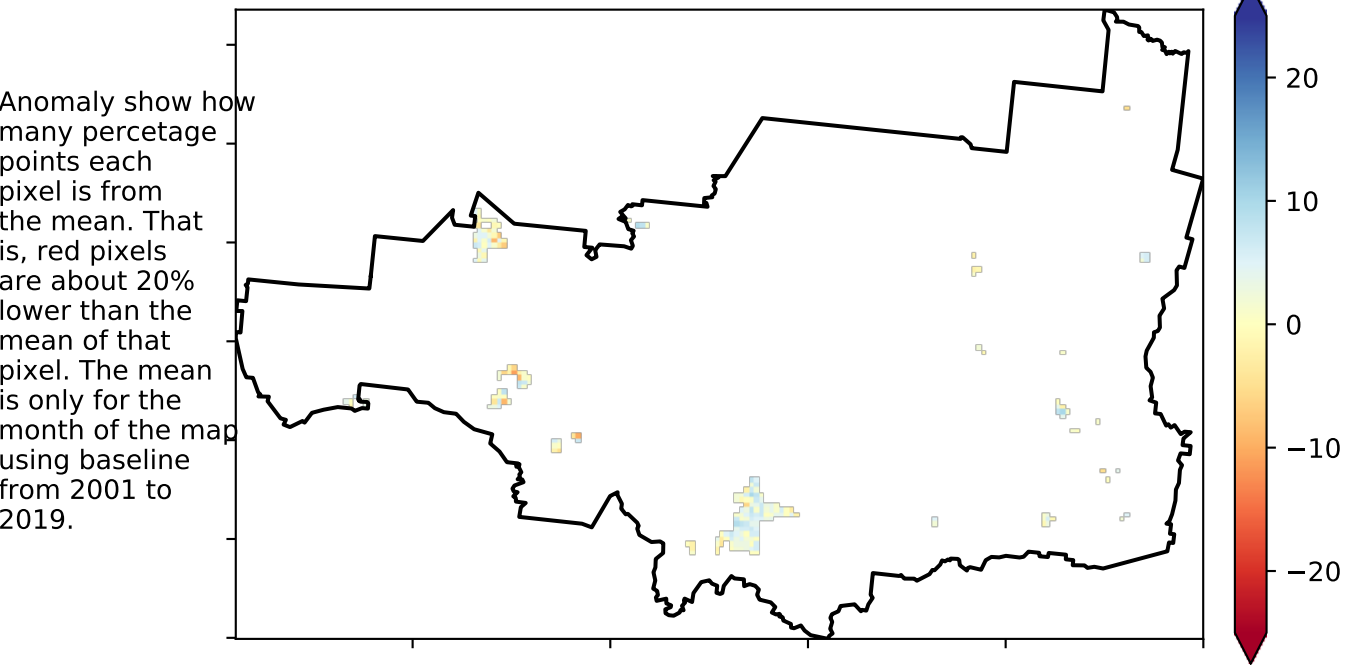 Anomaly show how
many percetage
points each
pixel is from
the mean. That
is, red pixels
are about 20%
lower than the
mean of that
pixel. The mean
is only for the
month of the map
using baseline
from 2001 to
2019.
20
10
0
−10
−20